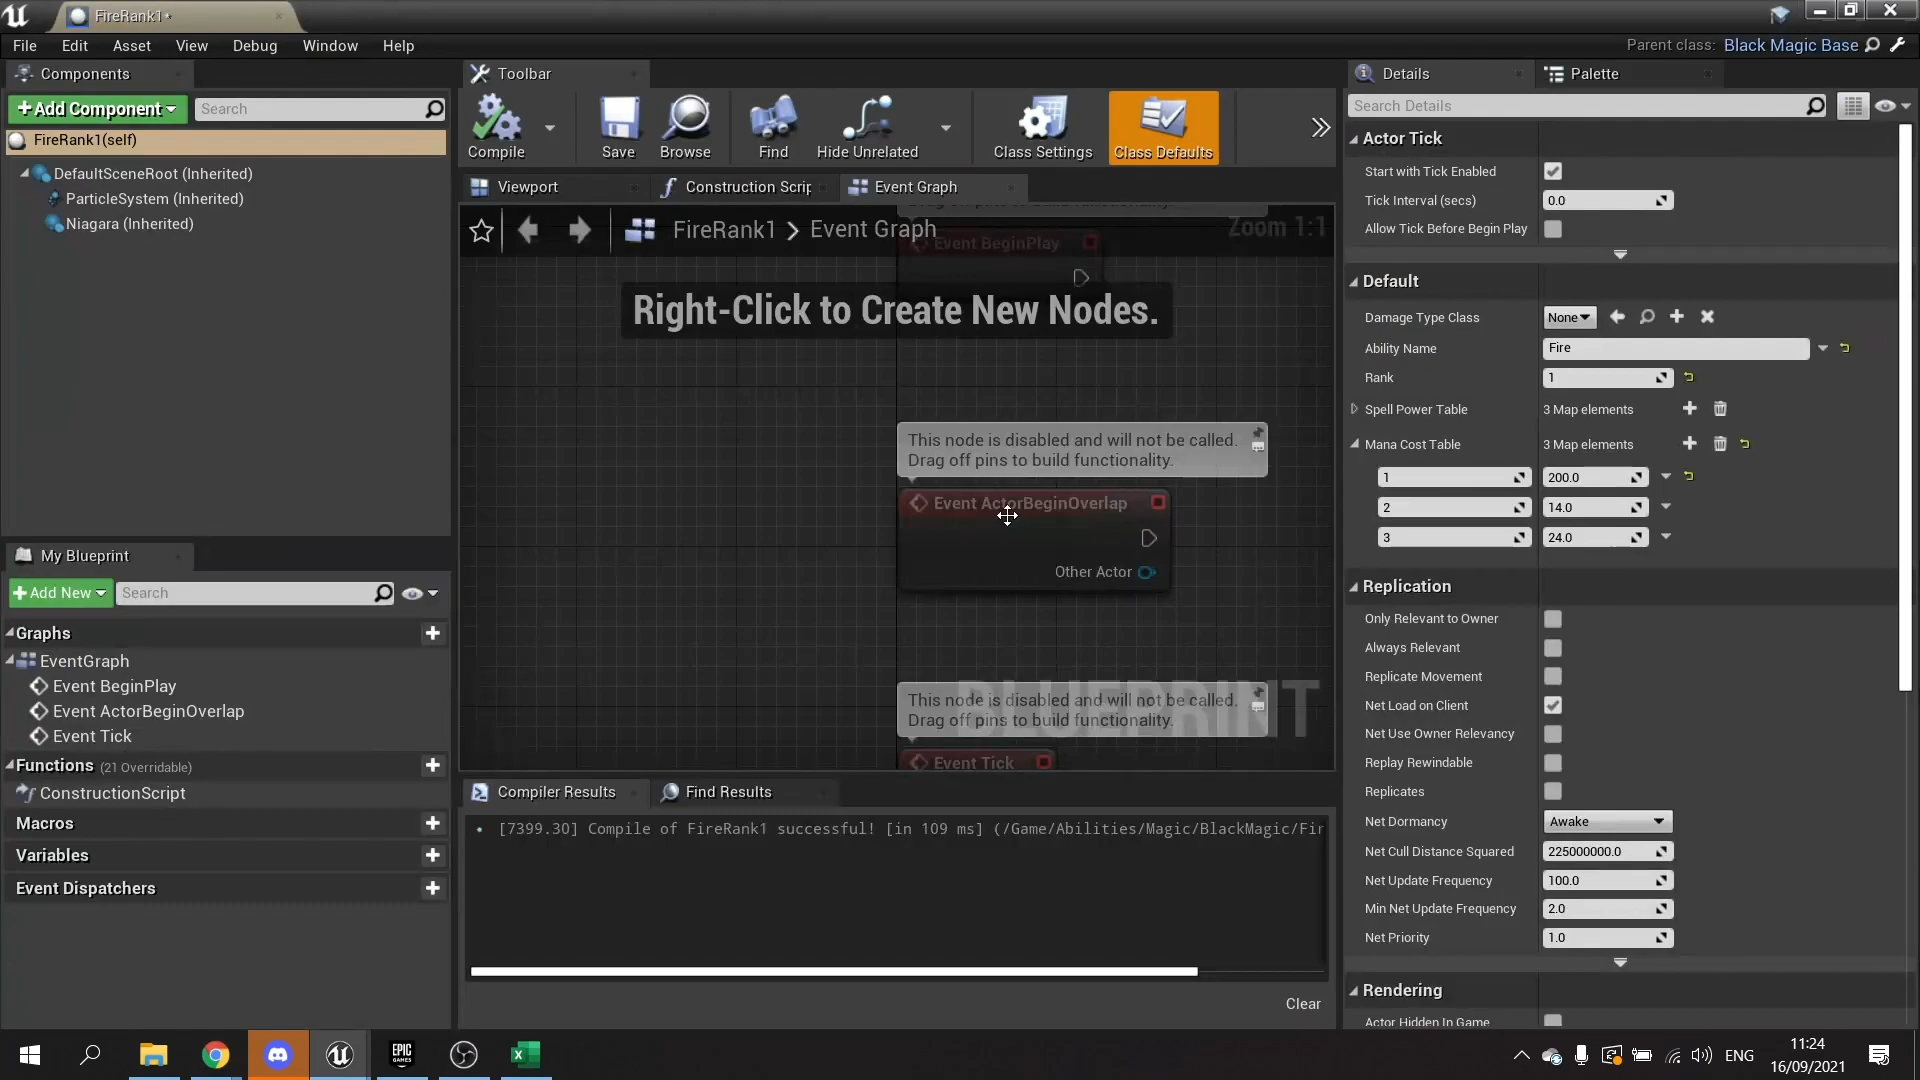 FireRank1*
File
Edit
Asset
View
Debug
Window
Help
Parent class: Black Magic Base
Components
+Add Component
Search
FireRank1(self)
DefaultSceneRoot (Inherited)
ParticleSystem (Inherited)
Niagara (Inherited)
My Blueprint
+Add New
Search
Graphs
EventGraph
Event BeginPlay
Event ActorBeginOverlap
Event Tick
Functions (21 Overridable)
ConstructionScript
Macros
Variables
Event Dispatchers
Toolbar
Compile
Save
Browse
Find
Hide Unrelated
Class Settings
Class Defaults
Viewport
Construction Scrip
Event Graph
FireRank1 > Event Graph
Zoom 1:1
Event BeginPlay
Right-Click to Create New Nodes.
This node is disabled and will not be called.
Drag off pins to build functionality.
Event ActorBeginOverlap
Other Actor
BLUEPRINT
This node is disabled and will not be called.
Drag off pins to build functionality.
Event Tick
Compiler Results
Find Results
[7399.30] Compile of FireRank1 successful! [in 109 ms] (/Game/Abilities/Magic/BlackMagic/Fir
Clear
Details
Palette
Search Details
Actor Tick
Start with Tick Enabled
Tick Interval (secs) 0.0
Allow Tick Before Begin Play
Default
Damage Type Class None
Ability Name Fire
Rank 1
Spell Power Table 3 Map elements
Mana Cost Table 3 Map elements
1 200.0
2 14.0
3 24.0
Replication
Only Relevant to Owner
Always Relevant
Replicate Movement
Net Load on Client
Net Use Owner Relevancy
Replay Rewindable
Replicates
Net Dormancy Awake
Net Cull Distance Squared 225000000.0
Net Update Frequency 100.0
Min Net Update Frequency 2.0
Net Priority 1.0
Rendering
Actor Hidden In Game
EPIC
GAMES
ENG
11:24
16/09/2021